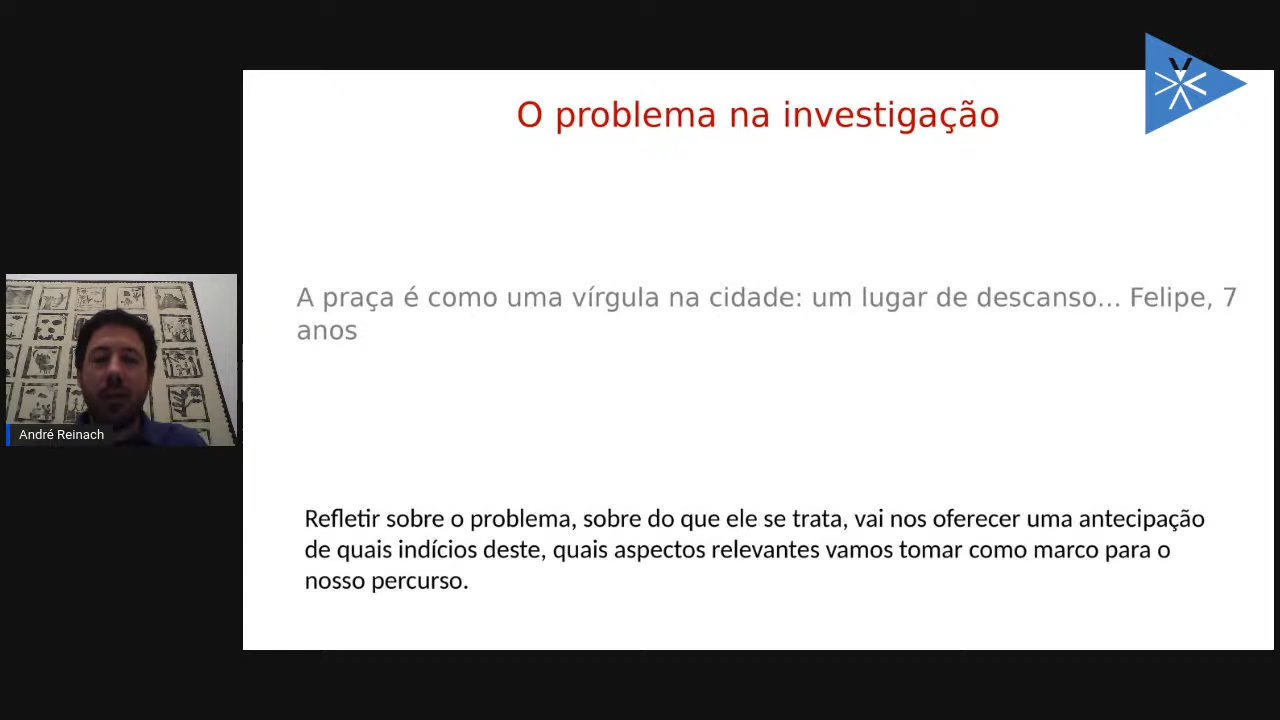 O problema na investigação
A praça é como uma vírgula na cidade: um lugar de descanso... Felipe, 7
anos
André Reinach
Refletir sobre o problema, sobre do que ele se trata, vai nos oferecer uma antecipação
de quais indícios deste, quais aspectos relevantes vamos tomar como marco para o
nosso percurso.